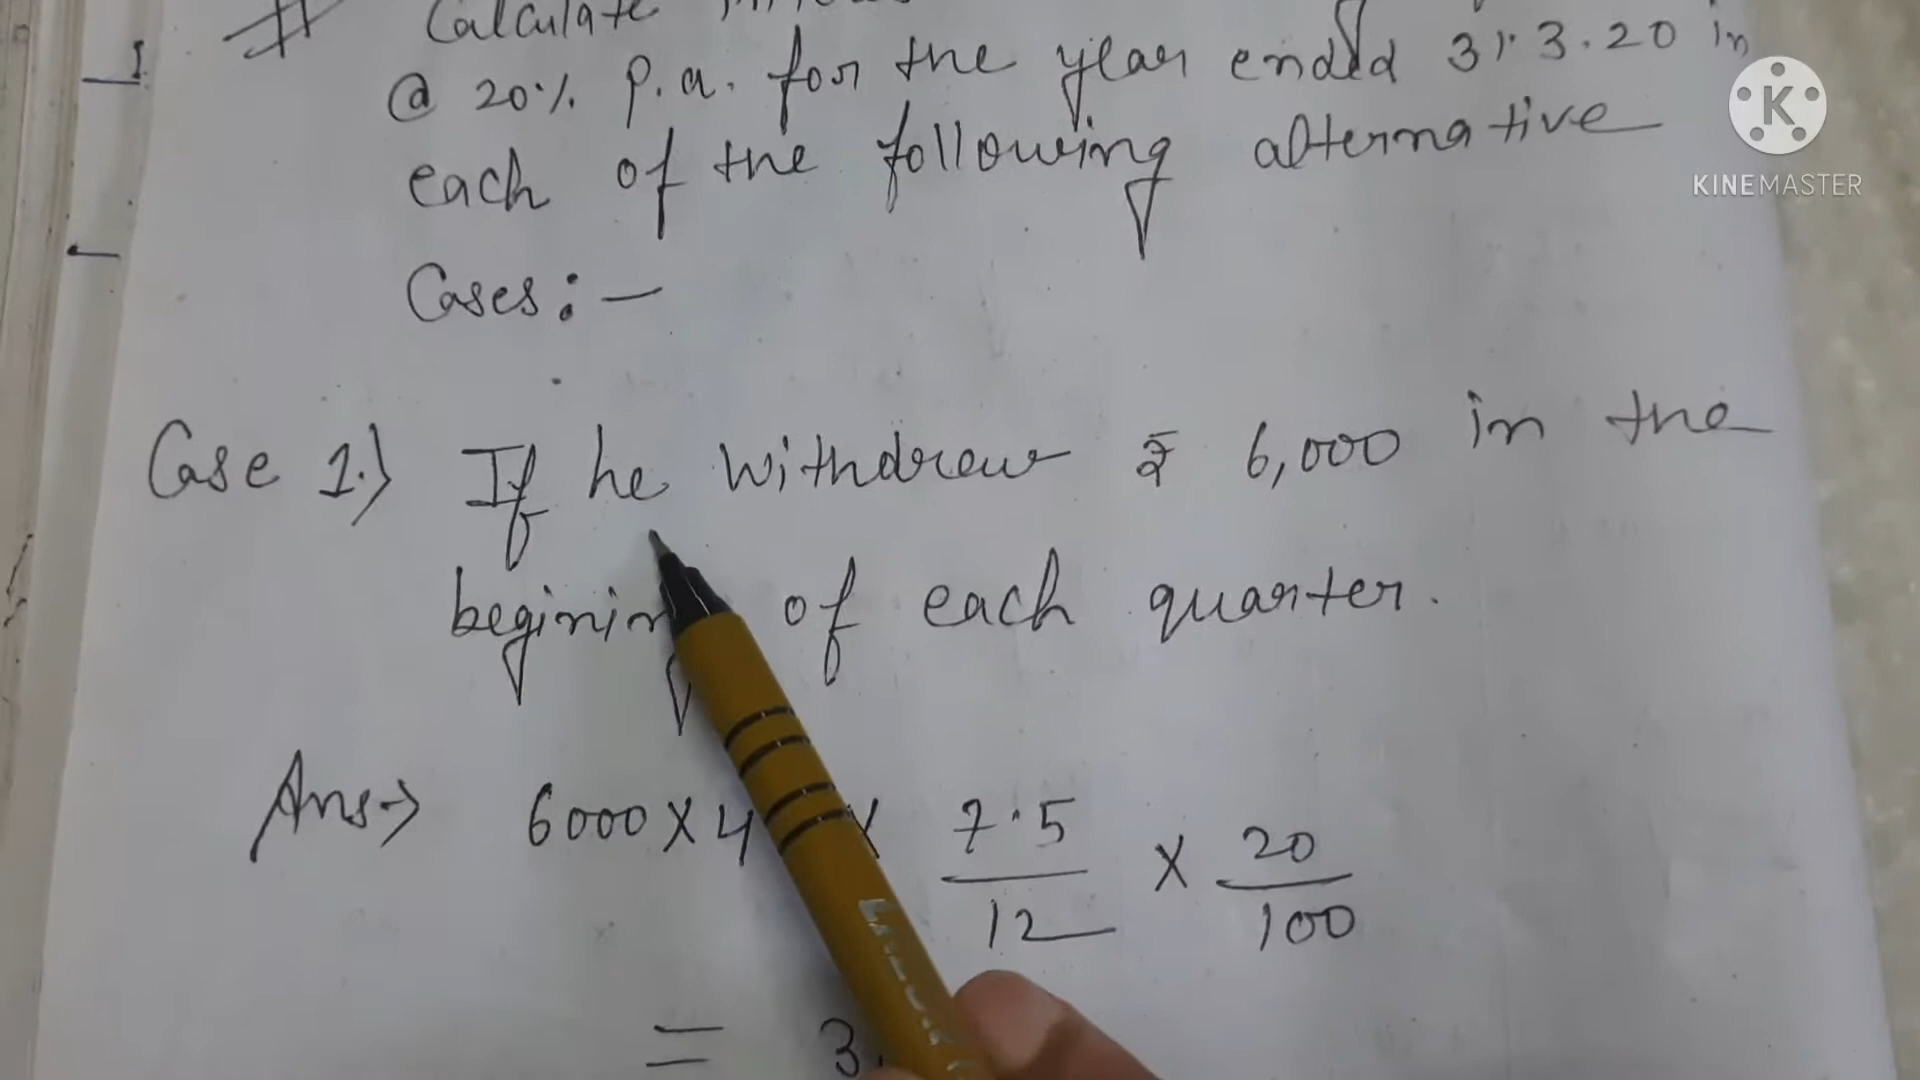 # Calculate
@ 20% p.a. for the year ended 31.3.20 in
each of the following alternative
Cases:-
Case 1.) If he withdrew ₹ 6,000 in the
begining of each quarter.
Ans→ 6000 X 4 X 7.5/12 X 20/100
= 3
K
KINEMASTER